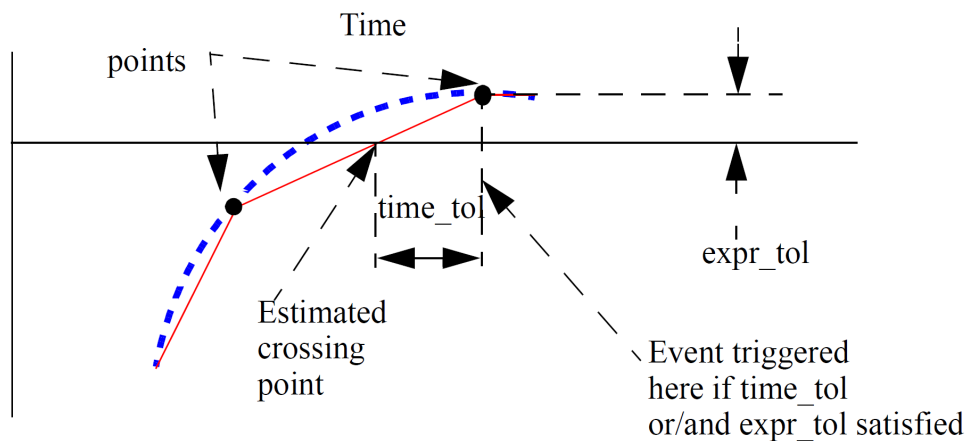 Time
points
time_tol
expr_tol
Estimated
crossing
point
Event triggered
here if time_tol
or/and expr_tol satisfied